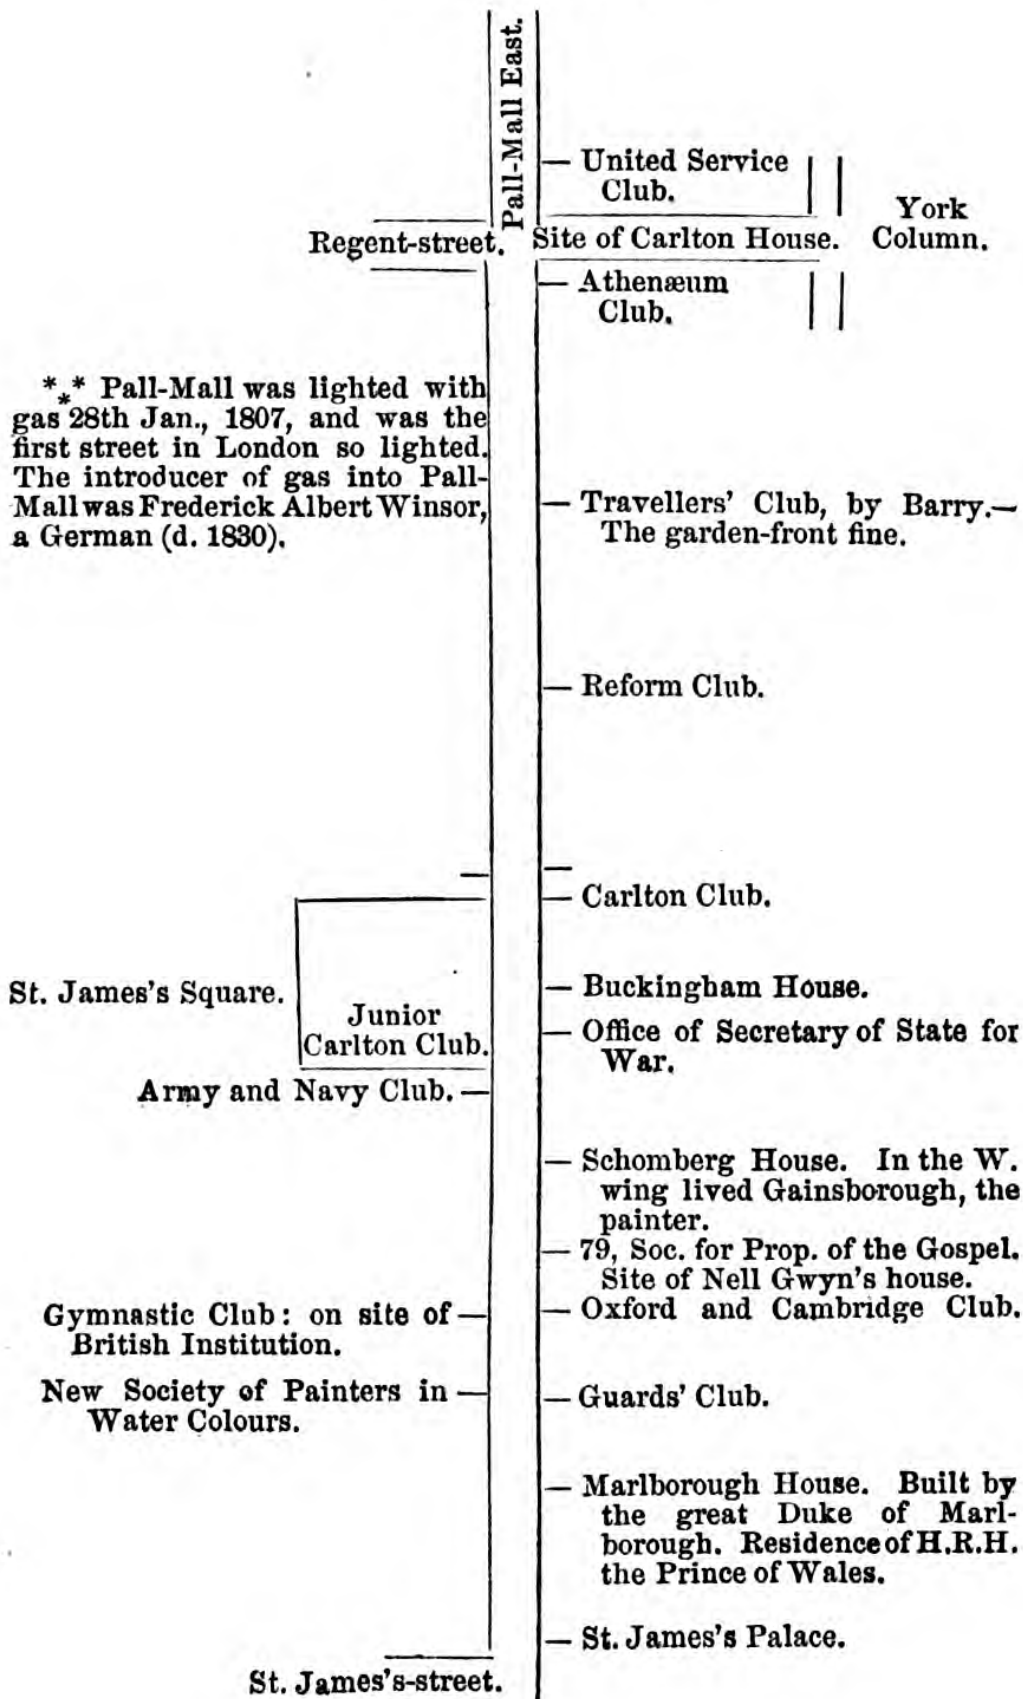 Pall-Mall East.
— United Service
Club.
York
Column.
Regent-street.
Site of Carlton House.
— Athenæum
Club.
*⁎* Pall-Mall was lighted with
gas 28th Jan., 1807, and was the
first street in London so lighted.
The introducer of gas into Pall-
Mall was Frederick Albert Winsor,
a German (d. 1830).
— Travellers' Club, by Barry.—
The garden-front fine.
— Reform Club.
— Carlton Club.
St. James's Square.
Junior
Carlton Club.
— Buckingham House.
— Office of Secretary of State for
War.
Army and Navy Club. —
— Schomberg House. In the W.
wing lived Gainsborough, the
painter.
— 79, Soc. for Prop. of the Gospel.
Site of Nell Gwyn's house.
Gymnastic Club: on site of —
British Institution.
— Oxford and Cambridge Club.
New Society of Painters in —
Water Colours.
— Guards' Club.
— Marlborough House. Built by
the great Duke of Marl-
borough. Residence of H.R.H.
the Prince of Wales.
— St. James's Palace.
St. James's-street.